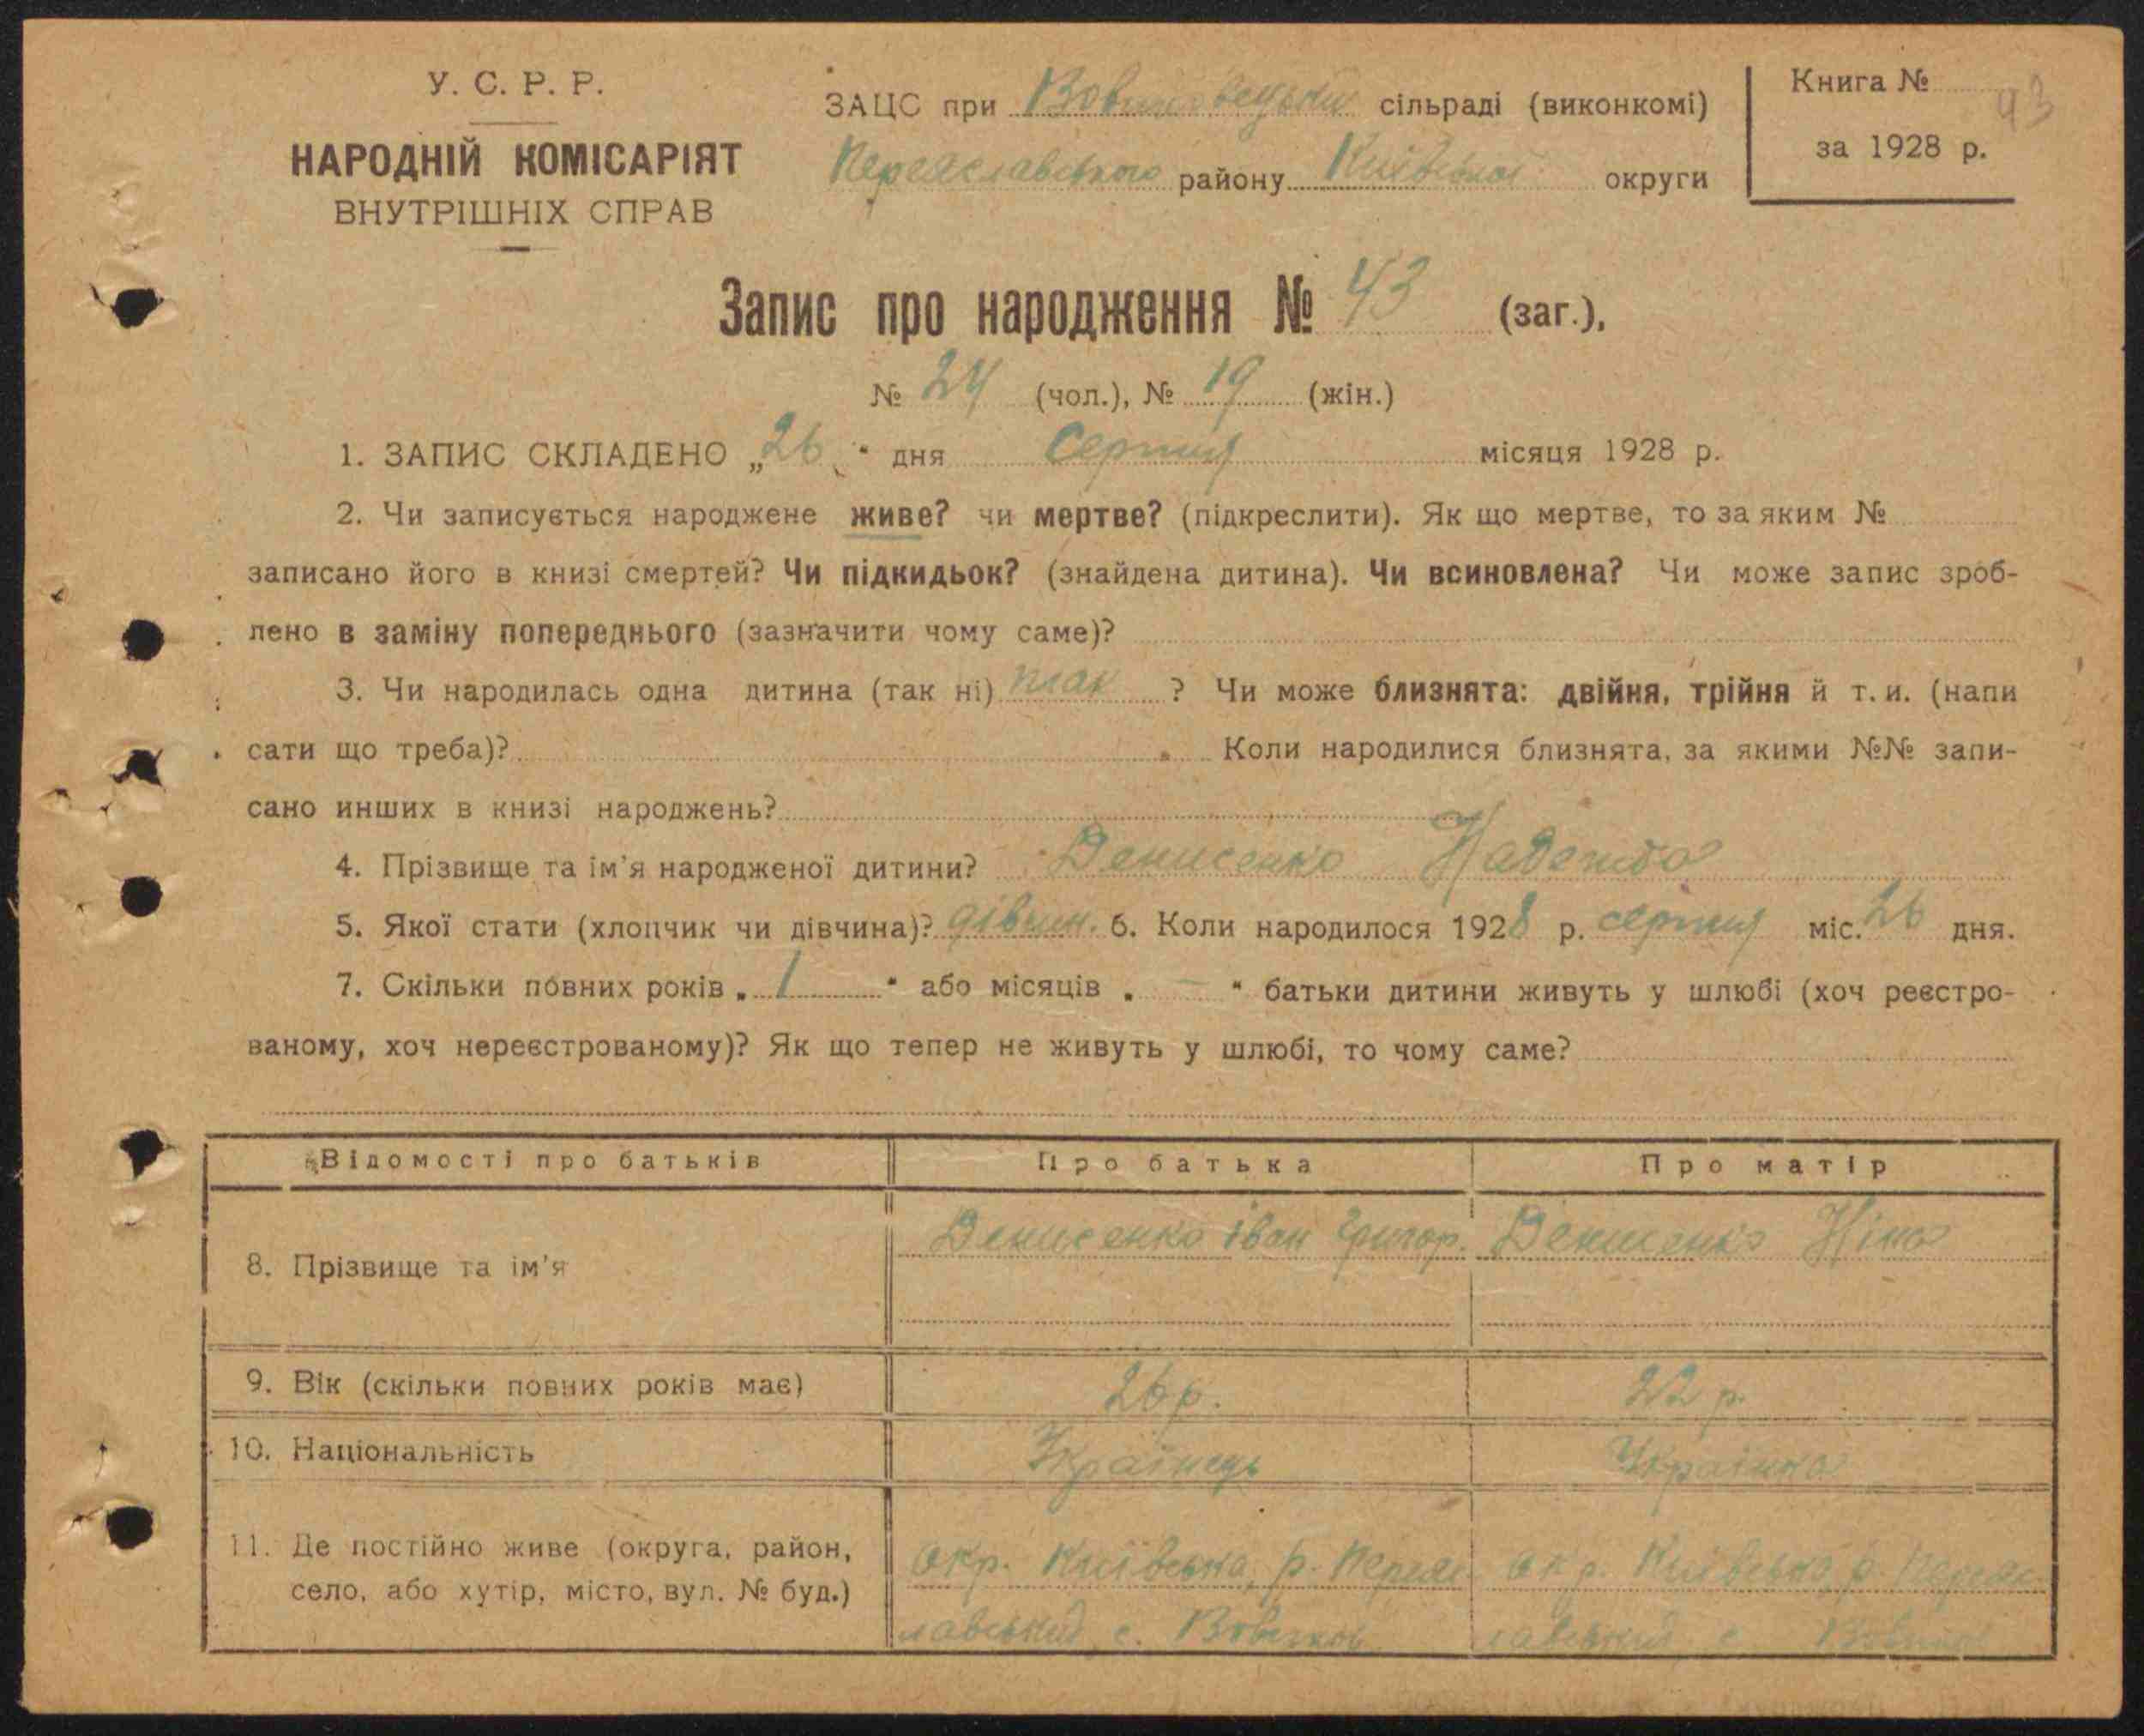 У. С. Р. Р.
НАРОДНІЙ КОМІСАРІЯТ
ВНУТРІШНІХ СПРАВ
ЗАЦС при сільраді (виконкомі)
Переяславського району Київської округи
Книга № 43
за 1928 р.
Запис про народження № 43 (заг.),
№ 24 (чол.), № 19 (жін.)
1. ЗАПИС СКЛАДЕНО „26" дня Серпня місяця 1928 р.
2. Чи записується народжене живе? чи мертве? (підкреслити). Як що мертве, то за яким №
записано його в книзі смертей? Чи підкидьок? (знайдена дитина). Чи всиновлена? Чи може запис зроб-
лено в заміну попереднього (зазначити чому саме)?
3. Чи народилась одна дитина (так ні) так ? Чи може близнята: двійня, трійня й т. и. (напи
сати що треба)? Коли народилися близнята, за якими №№ запи-
сано инших в книзі народжень?
4. Прізвище та ім'я народженої дитини? Денисенко Надежда
5. Якої стати (хлопчик чи дівчина)? дівчин. 6. Коли народилося 1928 р. серпня міс. 26 дня.
7. Скільки повних років „ 1 " або місяців „ — " батьки дитини живуть у шлюбі (хоч реєстро-
ваному, хоч нереєстрованому)? Як що тепер не живуть у шлюбі, то чому саме?
Відомості про батьків Про батька Про матір
8. Прізвище та ім'я Денисенко Іван Григор. Денисенко Ніна
9. Вік (скільки повних років має) 26 р. 22 р.
10. Національність Українець Українка
11. Де постійно живе (округа, район,
село, або хутір, місто, вул. № буд.)
окр. Київська, р. Переяс окр. Київська, р. Переяс
лавський с. лавський с.